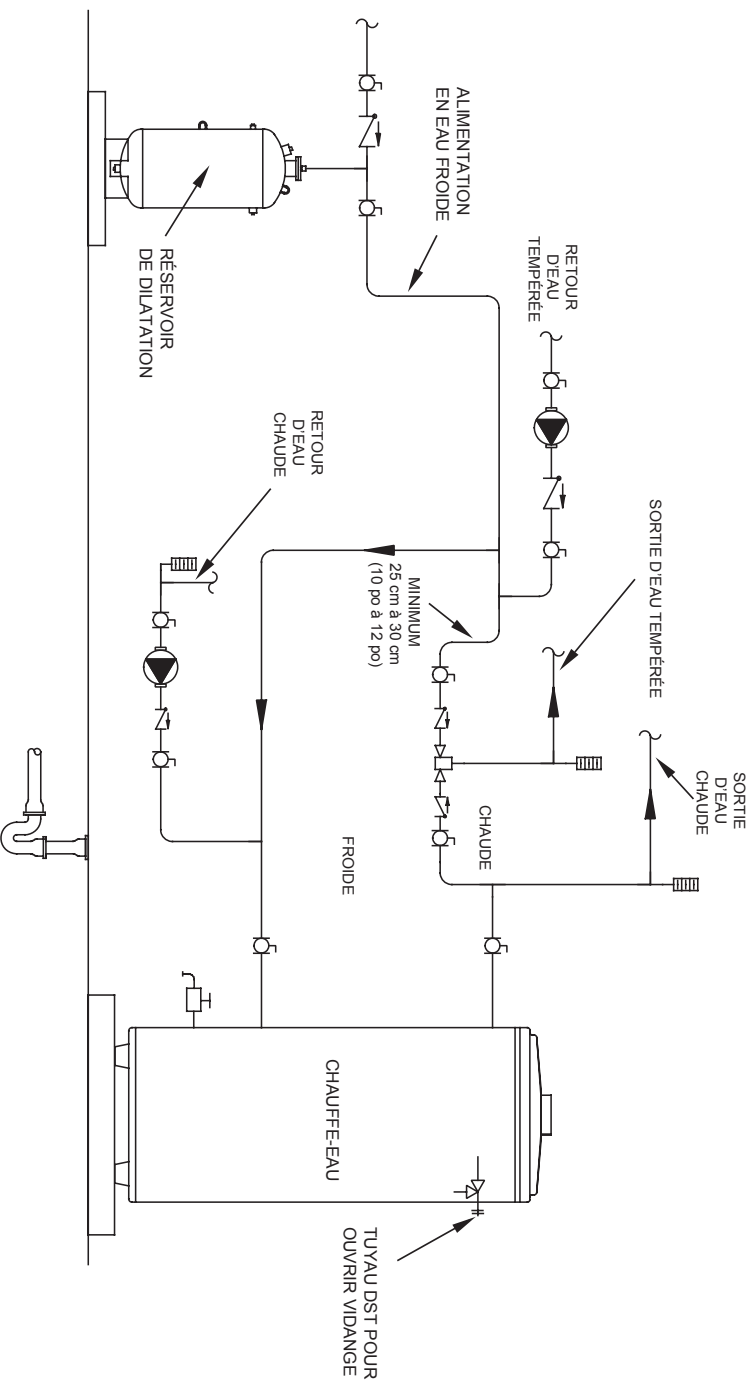 SORTIE
D'EAU
CHAUDE
SORTIE D'EAU TEMPÉRÉE
RETOUR
D'EAU
TEMPÉRÉE
ALIMENTATION
EN EAU FROIDE
CHAUDE
MINIMUM
25 cm à 30 cm
(10 po à 12 po)
FROIDE
TUYAU DST POUR
OUVRIR VIDANGE
CHAUFFE-EAU
RETOUR
D'EAU
CHAUDE
RÉSERVOIR
DE DILATATION